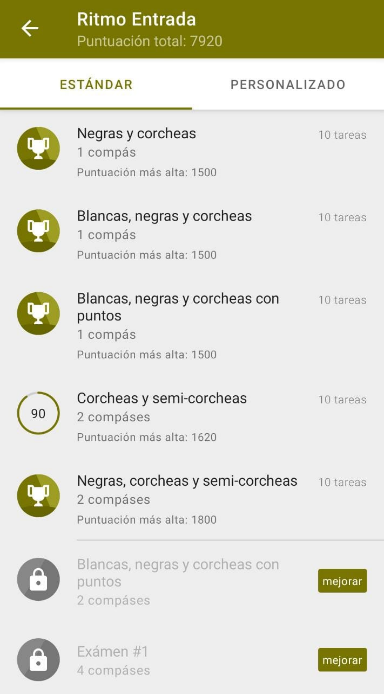 Ritmo Entrada
Puntuación total: 7920
ESTÁNDAR
PERSONALIZADO
Negras y corcheas
10 tareas
1 compás
Puntuación más alta: 1500
Blancas, negras y corcheas
10 tareas
1 compás
Puntuación más alta: 1500
Blancas, negras y corcheas con
10 tareas
puntos
1 compás
Puntuación más alta: 1500
90
Corcheas y semi-corcheas
10 tareas
2 compáses
Puntuación más alta: 1620
Negras, corcheas y semi-corcheas
10 tareas
2 compáses
Puntuación más alta: 1800
Blancas, negras y corcheas con
puntos
mejorar
2 compáses
Exámen #1
mejorar
4 compáses